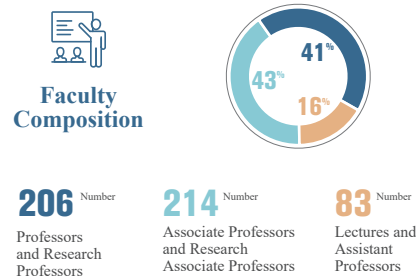 Faculty
Composition
41%
43%
16%
206 Number
Professors
and Research
Professors
214 Number
Associate Professors
and Research
Associate Professors
83 Number
Lectures and
Assistant
Professors